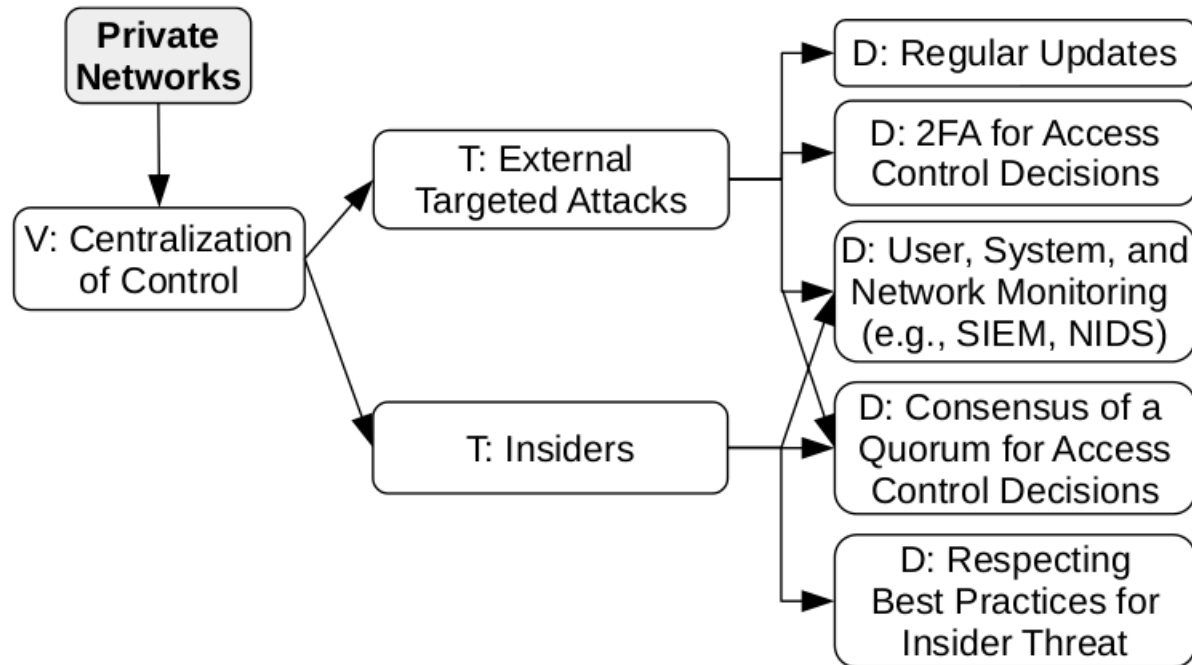 Private
Networks
V: Centralization
of Control
T: External
Targeted Attacks
T: Insiders
D: Regular Updates
D: 2FA for Access
Control Decisions
D: User, System, and
Network Monitoring
(e.g., SIEM, NIDS)
D: Consensus of a
Quorum for Access
Control Decisions
D: Respecting
Best Practices for
Insider Threat